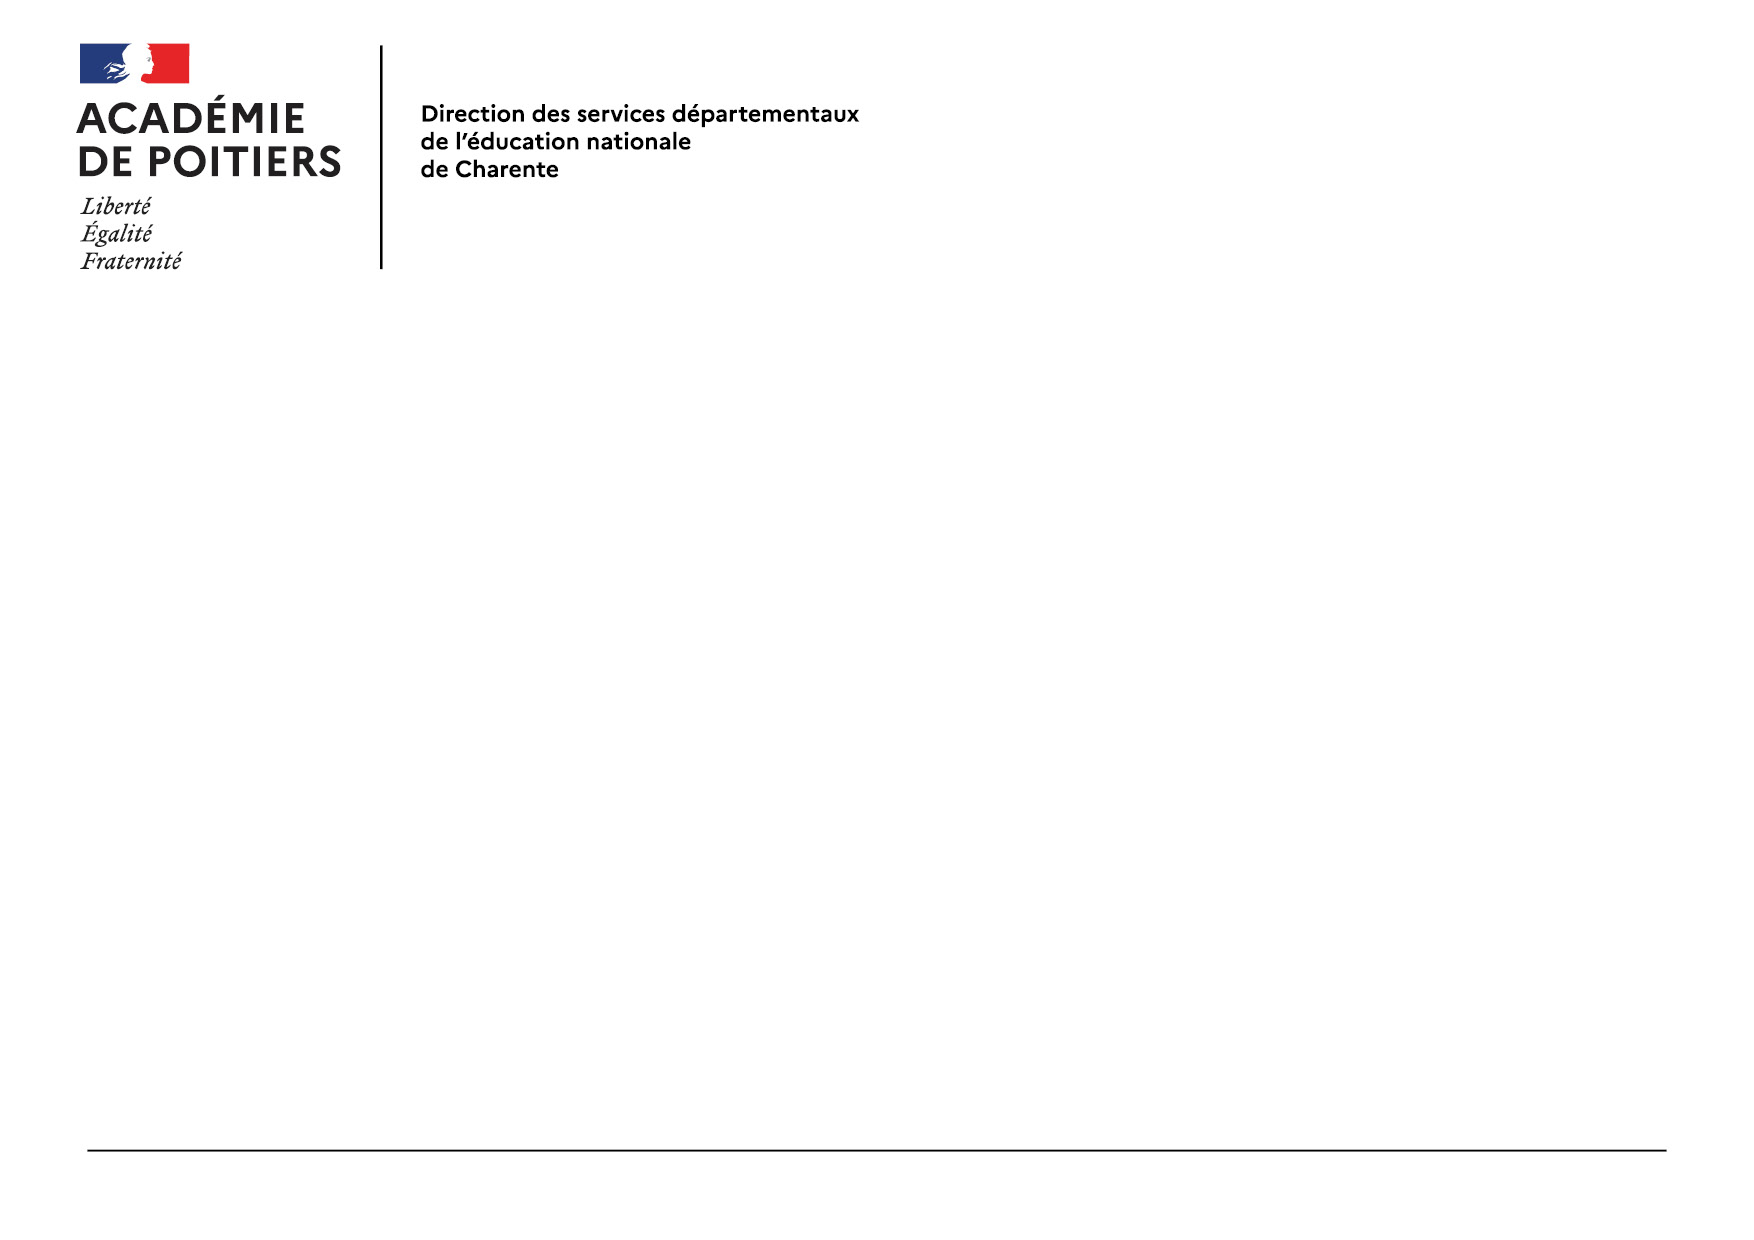 ACADÉMIE
DE POITIERS
Liberté
Égalité
Fraternité
Direction des services départementaux
de l’éducation nationale
de Charente